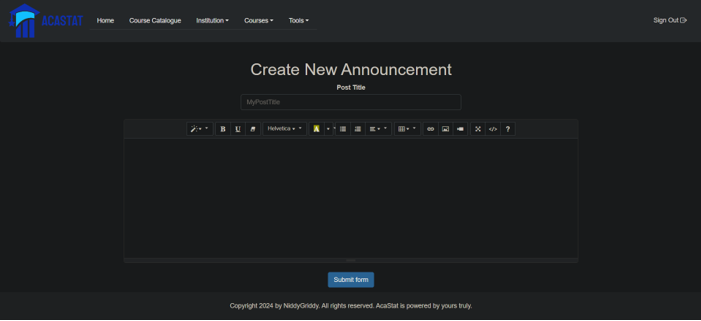 ACASTAT Home Course Catalogue Institution Courses Tools Sign Out
Create New Announcement
Post Title
MyPostTitle
B U Helvetica A </> ?
Submit form
Copyright 2024 by NiddyGriddy. All rights reserved. AcaStat is powered by yours truly.